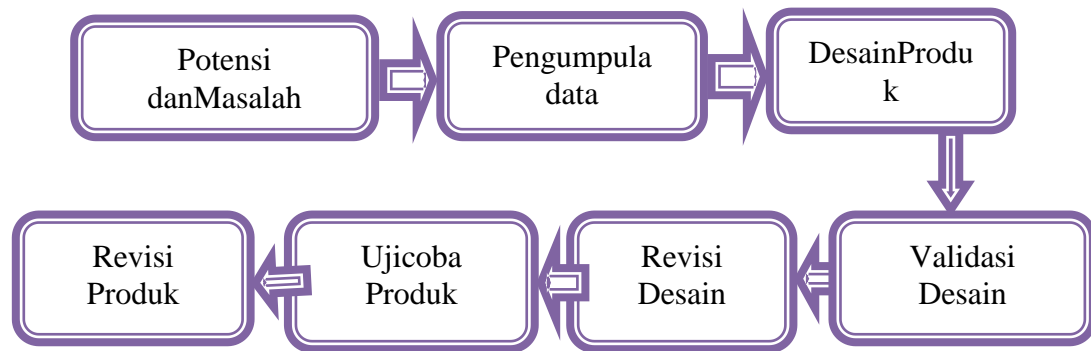 Potensi
danMasalah
Pengumpula
data
DesainProdu
k
Validasi
Desain
Revisi
Desain
Ujicoba
Produk
Revisi
Produk